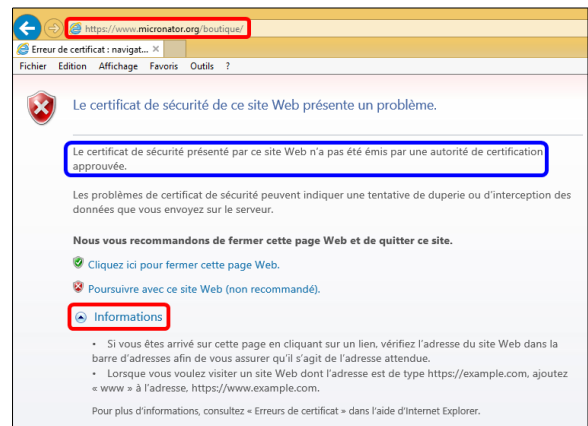 https://www.micronator.org/boutique/
Erreur de certificat : navigat...
Fichier Edition Affichage Favoris Outils ?
Le certificat de sécurité de ce site Web présente un problème.
Le certificat de sécurité présenté par ce site Web n'a pas été émis par une autorité de certification
approuvée.
Les problèmes de certificat de sécurité peuvent indiquer une tentative de duperie ou d'interception des
données que vous envoyez sur le serveur.
Nous vous recommandons de fermer cette page Web et de quitter ce site.
Cliquez ici pour fermer cette page Web.
Poursuivre avec ce site Web (non recommandé).
Informations
• Si vous êtes arrivé sur cette page en cliquant sur un lien, vérifiez l'adresse du site Web dans la
barre d'adresses afin de vous assurer qu'il s'agit de l'adresse attendue.
• Lorsque vous voulez visiter un site Web dont l'adresse est de type https://example.com, ajoutez
« www » à l'adresse, https://www.example.com.
Pour plus d'informations, consultez « Erreurs de certificat » dans l'aide d'Internet Explorer.